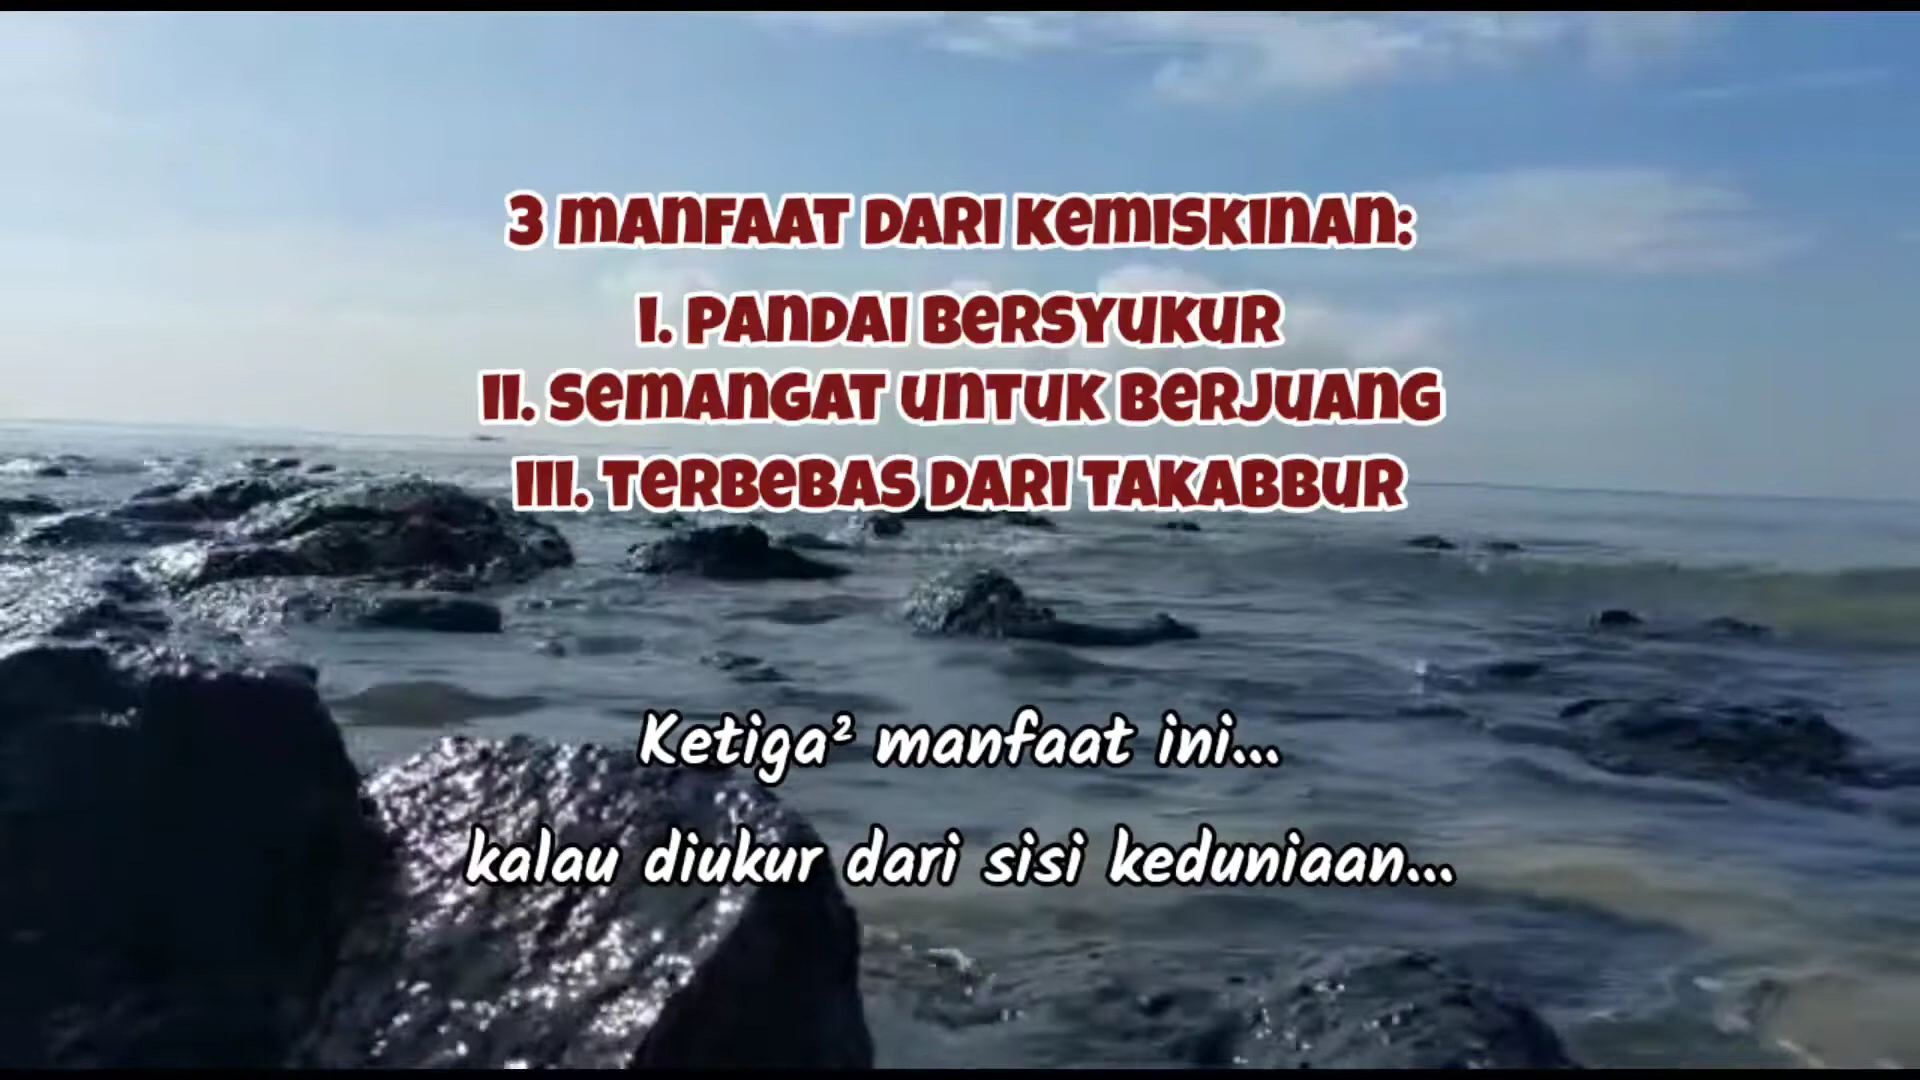 3 MANFAAT DARI KEMISKINAN:
I. PANDAI BERSYUKUR
II. SEMANGAT UNTUK BERJUANG
III. TERBEBAS DARI TAKABBUR
Ketiga² manfaat ini...
kalau diukur dari sisi keduniaan...